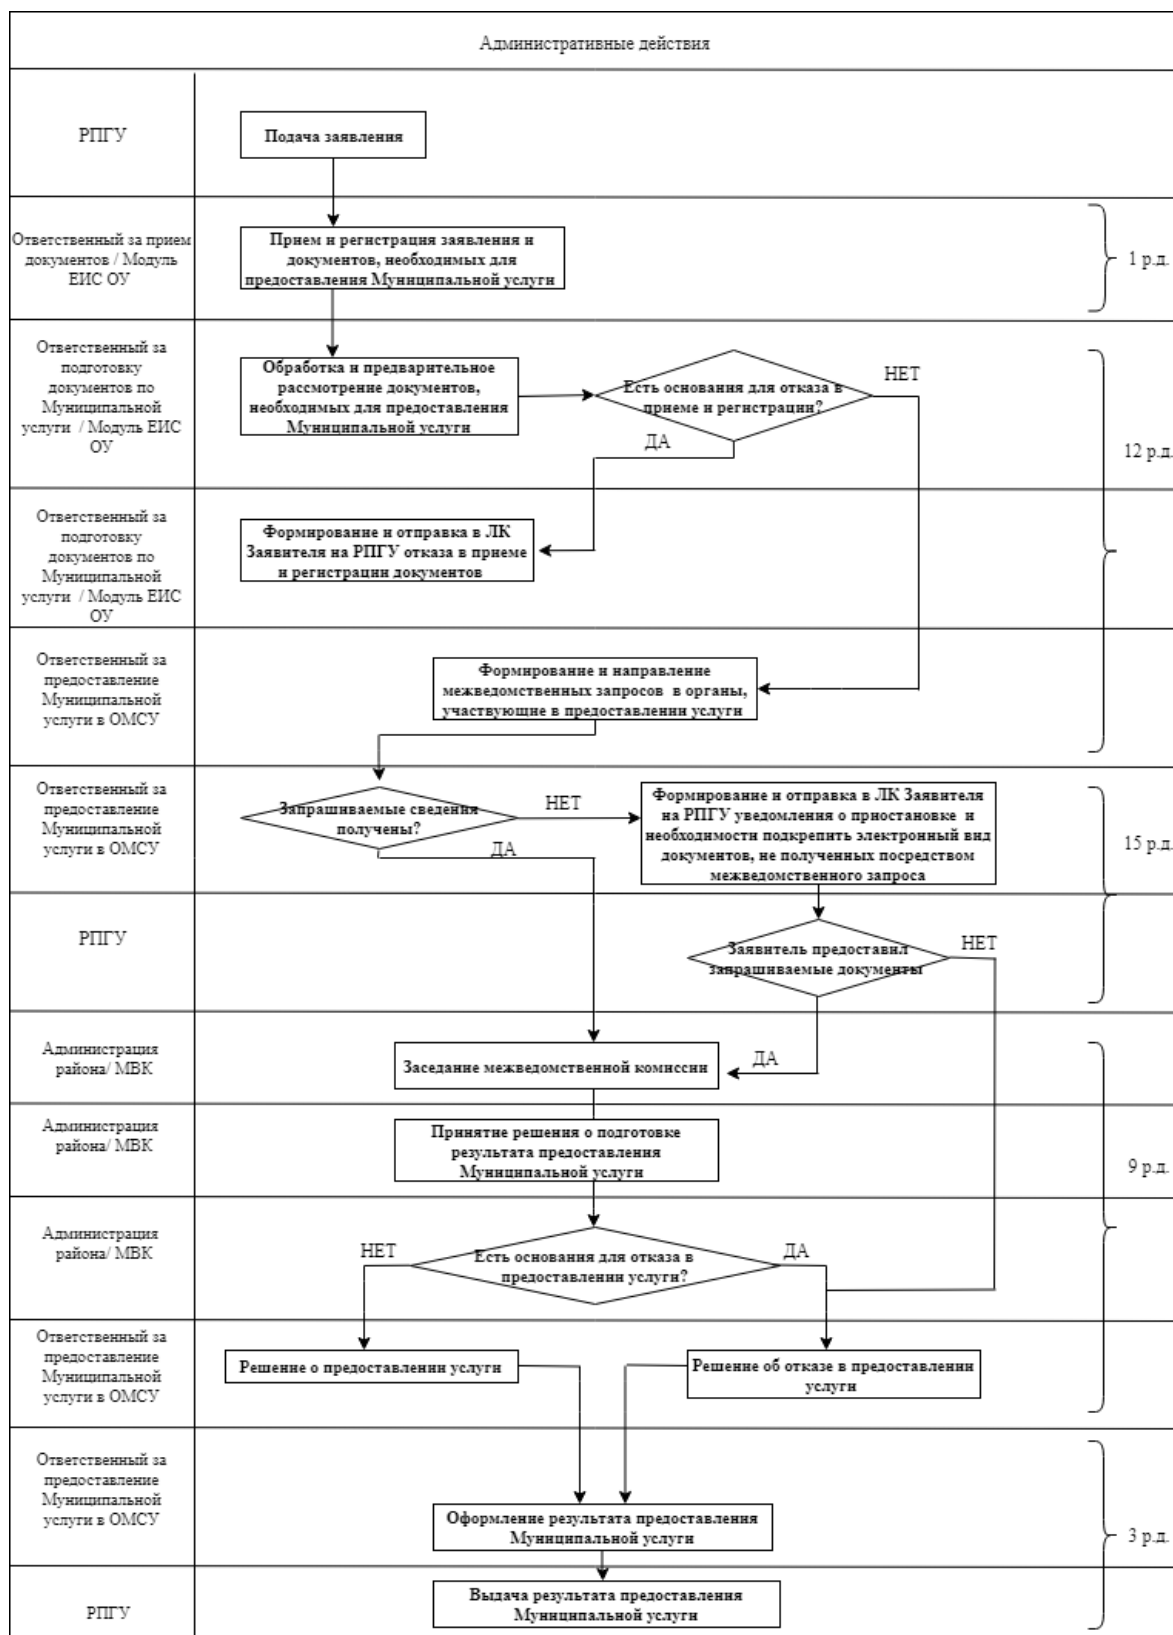 Административные действия
РПГУ
Подача заявления
Ответственный за прием
документов / Модуль
ЕИС ОУ
Прием и регистрация заявления и
документов, необходимых для
предоставления Муниципальной услуги
1 р.д.
Ответственный за
подготовку
документов по
Муниципальной
услуги / Модуль ЕИС
ОУ
Обработка и предварительное
рассмотрение документов,
необходимых для предоставления
Муниципальной услуги
Есть основания для отказа в
приеме и регистрации?
НЕТ
ДА
12 р.д.
Ответственный за
подготовку
документов по
Муниципальной
услуги / Модуль ЕИС
ОУ
Формирование и отправка в ЛК
Заявителя на РПГУ отказа в приеме
и регистрации документов
Ответственный за
предоставление
Муниципальной
услуги в ОМСУ
Формирование и направление
межведомственных запросов в органы,
участвующие в предоставлении услуги
Ответственный за
предоставление
Муниципальной
услуги в ОМСУ
Запрашиваемые сведения
получены?
НЕТ
ДА
Формирование и отправка в ЛК Заявителя
на РПГУ уведомления о приостановке и
необходимости подкрепить электронный вид
документов, не полученных посредством
межведомственного запроса
15 р.д.
РПГУ
Заявитель предоставил
запрашиваемые документы
НЕТ
Администрация
района/ МВК
Заседание межведомственной комиссии
ДА
Администрация
района/ МВК
Принятие решения о подготовке
результата предоставления
Муниципальной услуги
9 р.д.
Администрация
района/ МВК
НЕТ
Есть основания для отказа в
предоставлении услуги?
ДА
Ответственный за
предоставление
Муниципальной
услуги в ОМСУ
Решение о предоставлении услуги
Решение об отказе в предоставлении
услуги
Ответственный за
предоставление
Муниципальной
услуги в ОМСУ
Оформление результата предоставления
Муниципальной услуги
3 р.д.
РПГУ
Выдача результата предоставления
Муниципальной услуги